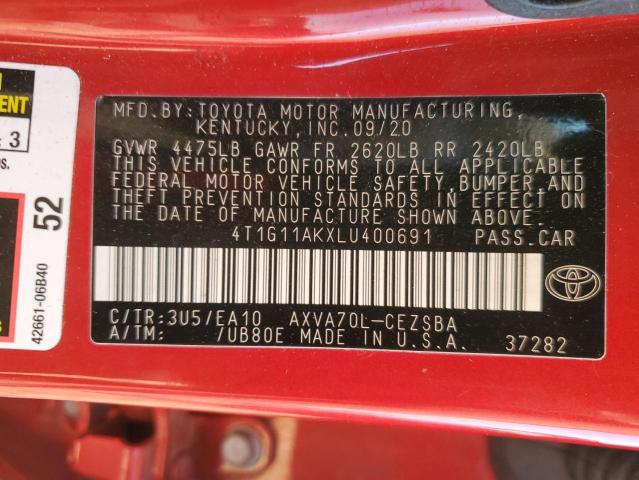 MFD.BY:TOYOTA MOTOR MANUFACTURING,
KENTUCKY,INC.09/20
GVWR 4475LB GAWR FR 2620LB RR 2420LB
THIS VEHICLE CONFORMS TO ALL APPLICABLE
FEDERAL MOTOR VEHICLE SAFETY,BUMPER,AND
THEFT PREVENTION STANDARDS IN EFFECT ON
THE DATE OF MANUFACTURE SHOWN ABOVE.
4T1G11AKXLU400691 PASS.CAR
C/TR:3U5/EA10 AXVA70L-CEZSBA
A/TM: /UB80E MADE IN U.S.A. 37282
3
52
42661-06B40